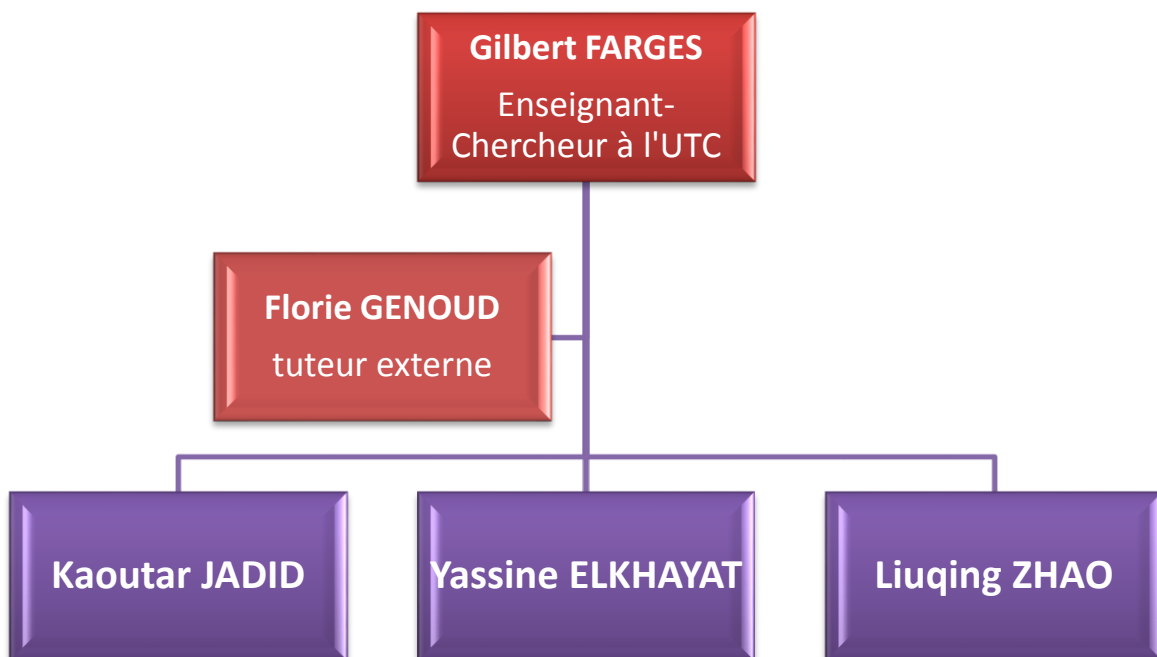 Gilbert FARGES
Enseignant-
Chercheur à l'UTC
Florie GENOUD
tuteur externe
Kaoutar JADID
Yassine ELKHAYAT
Liuqing ZHAO